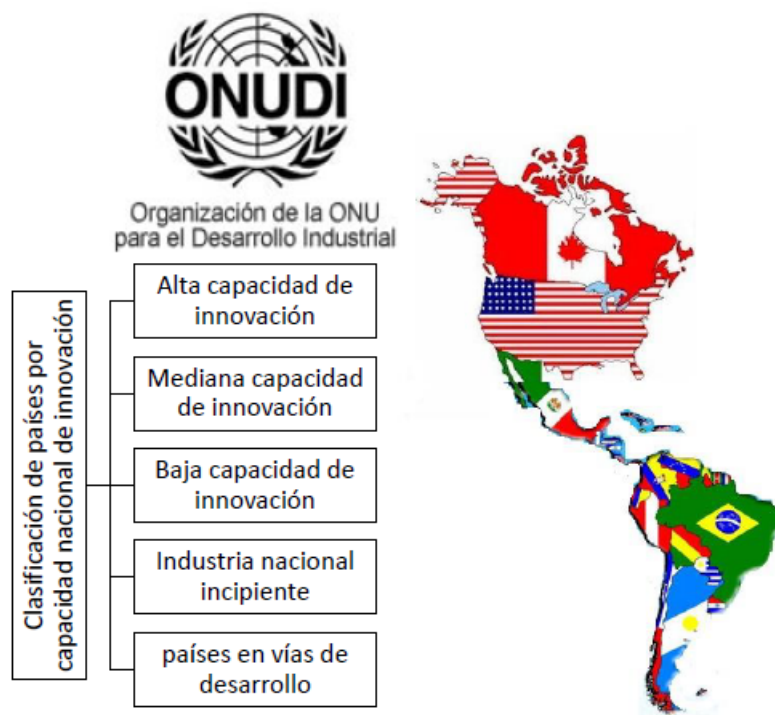 ONUDI
Organización de la ONU
para el Desarrollo Industrial
Clasificación de países por
capacidad nacional de innovación
Alta capacidad de
innovación
Mediana capacidad
de innovación
Baja capacidad de
innovación
Industria nacional
incipiente
países en vías de
desarrollo